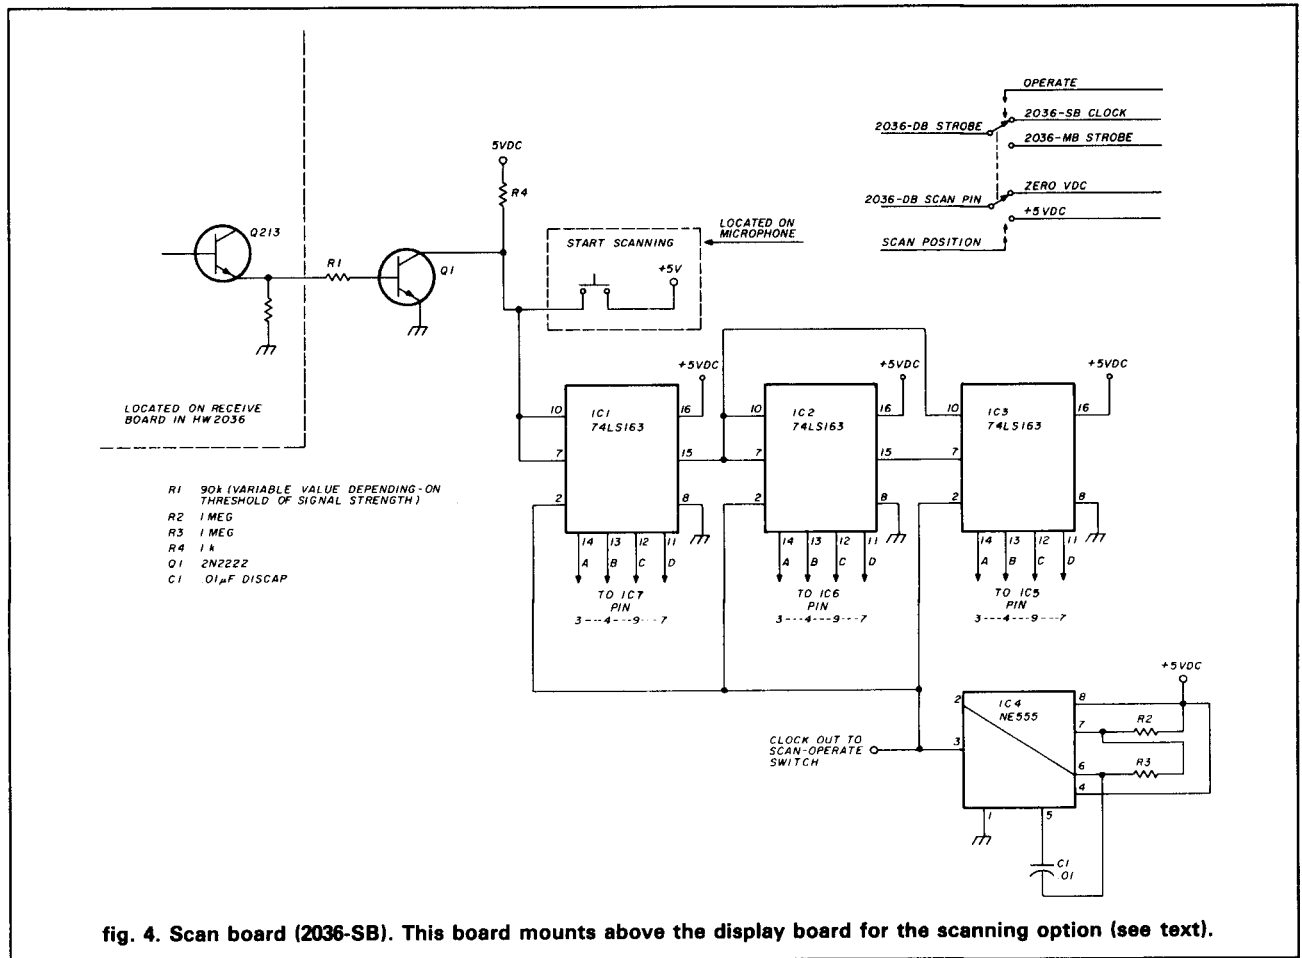 OPERATE
2036-SB CLOCK
2036-DB STROBE
2036-MB STROBE
ZERO VDC
2036-DB SCAN PIN
+5VDC
SCAN POSITION
5VDC
R4
Q213
R1
Q1
LOCATED ON
MICROPHONE
START SCANNING
+5V
LOCATED ON RECEIVE
BOARD IN HW2036
R1 90k (VARIABLE VALUE DEPENDING-ON
THRESHOLD OF SIGNAL STRENGTH)
R2 1 MEG
R3 1 MEG
R4 1k
Q1 2N2222
C1 .01µF DISCAP
+5VDC
10
IC1
74LS163
16
7
15
2
8
14
13
12
11
A
B
C
D
TO IC7
PIN
3---4---9---7
+5VDC
10
IC2
74LS163
16
7
15
2
8
14
13
12
11
A
B
C
D
TO IC6
PIN
3---4---9---7
+5VDC
10
IC3
74LS163
16
7
2
8
14
13
12
11
A
B
C
D
TO IC5
PIN
3---4---9---7
CLOCK OUT TO
SCAN-OPERATE
SWITCH
+5VDC
2
IC4
NE555
8
7
R2
3
6
R3
4
1
5
C1
.01
fig. 4. Scan board (2036-SB). This board mounts above the display board for the scanning option (see text).